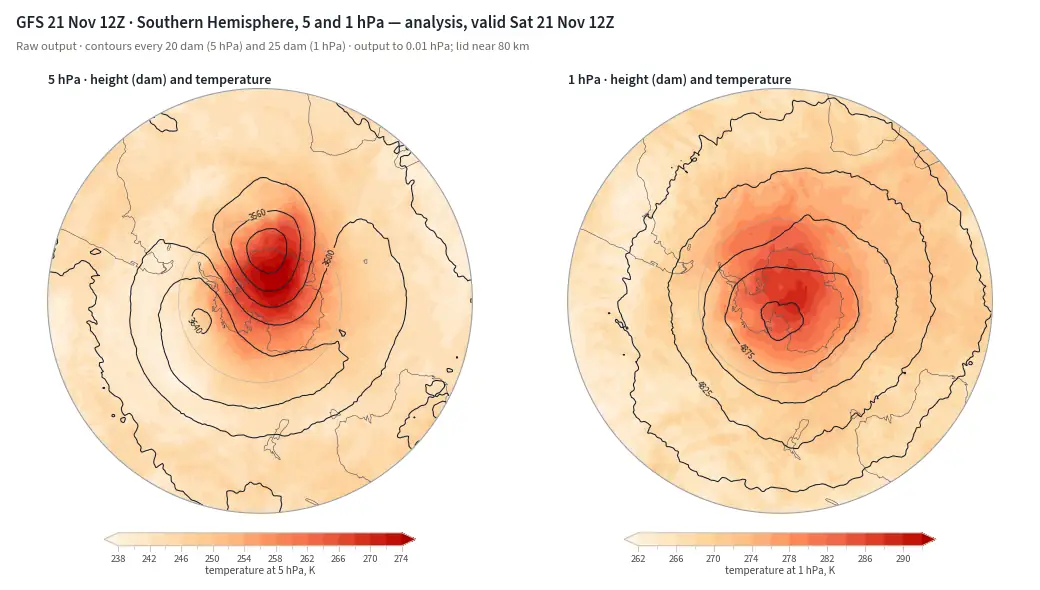 GFS 21 Nov 12Z · Southern Hemisphere, 5 and 1 hPa — analysis, valid Sat 21 Nov 12Z
Raw output · contours every 20 dam (5 hPa) and 25 dam (1 hPa) · output to 0.01 hPa; lid near 80 km
5 hPa · height (dam) and temperature
1 hPa · height (dam) and temperature
3560
3600
3640
4875
4825
238 242 246 250 254 258 262 266 270 274
temperature at 5 hPa, K
262 266 270 274 278 282 286 290
temperature at 1 hPa, K